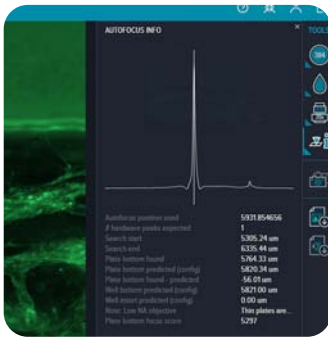 AUTOFOCUS INFO
×
TOOLS
384
Autofocus position used 5931.854656
# hardware peaks expected 1
Search start 5305.24 um
Search end 6335.44 um
Plate bottom found 5764.33 um
Plate bottom predicted (config) 5820.34 um
Plate bottom found - predicted -56.01 um
Well bottom predicted (config) 5821.00 um
Well insert predicted (config) 0.00 um
Note: Low NA objective Thin plates are...
Plate bottom focus score 5297